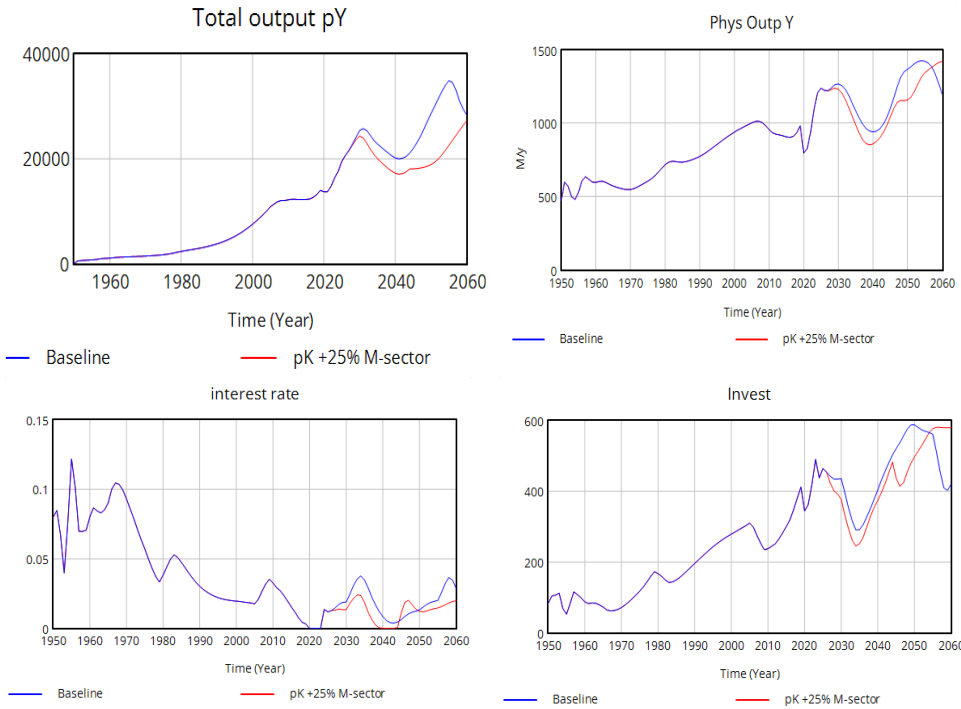 Total output pY
40000
20000
0
1960 1980 2000 2020 2040 2060
Time (Year)
Baseline pK +25% M-sector
Phys Outp Y
1500
1000
500
0
M/y
1950 1960 1970 1980 1990 2000 2010 2020 2030 2040 2050 2060
Time (Year)
Baseline pK +25% M-sector
interest rate
0.15
0.1
0.05
0
1950 1960 1970 1980 1990 2000 2010 2020 2030 2040 2050 2060
Time (Year)
Baseline pK +25% M-sector
Invest
600
400
200
0
1950 1960 1970 1980 1990 2000 2010 2020 2030 2040 2050 2060
Time (Year)
Baseline pK +25% M-sector